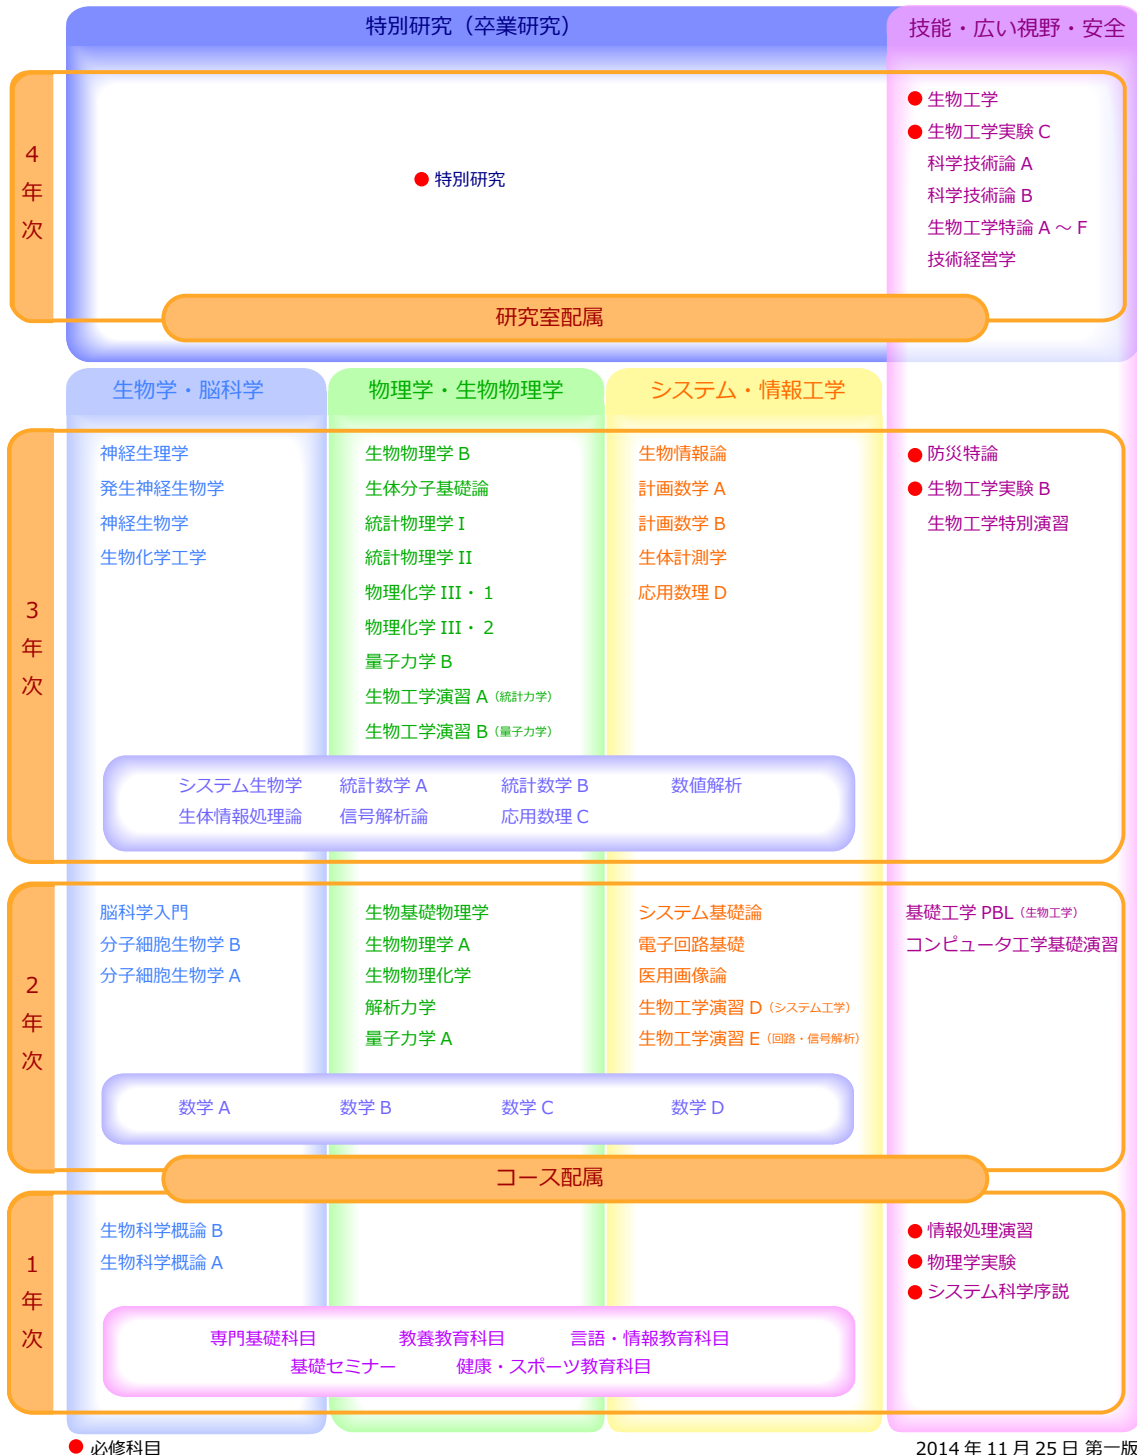 特別研究（卒業研究）
技能・広い視野・安全
4
年
次
● 生物工学
● 生物工学実験 C
科学技術論 A
科学技術論 B
生物工学特論 A ～ F
技術経営学
● 特別研究
研究室配属
生物学・脳科学
物理学・生物物理学
システム・情報工学
3
年
次
神経生理学
発生神経生物学
神経生物学
生物化学工学
生物物理学 B
生体分子基礎論
統計物理学 I
統計物理学 II
物理化学 III・ 1
物理化学 III・ 2
量子力学 B
生物工学演習 A（統計力学）
生物工学演習 B（量子力学）
生物情報論
計画数学 A
計画数学 B
生体計測学
応用数理 D
● 防災特論
● 生物工学実験 B
生物工学特別演習
システム生物学 統計数学 A 統計数学 B 数値解析
生体情報処理論 信号解析論 応用数理 C
2
年
次
脳科学入門
分子細胞生物学 B
分子細胞生物学 A
生物基礎物理学
生物物理学 A
生物物理化学
解析力学
量子力学 A
システム基礎論
電子回路基礎
医用画像論
生物工学演習 D（システム工学）
生物工学演習 E（回路・信号解析）
基礎工学 PBL（生物工学）
コンピュータ工学基礎演習
数学 A 数学 B 数学 C 数学 D
コース配属
1
年
次
生物科学概論 B
生物科学概論 A
● 情報処理演習
● 物理学実験
● システム科学序説
専門基礎科目 教養教育科目 言語・情報教育科目
基礎セミナー 健康・スポーツ教育科目
● 必修科目
2014 年 11 月 25 日 第一版